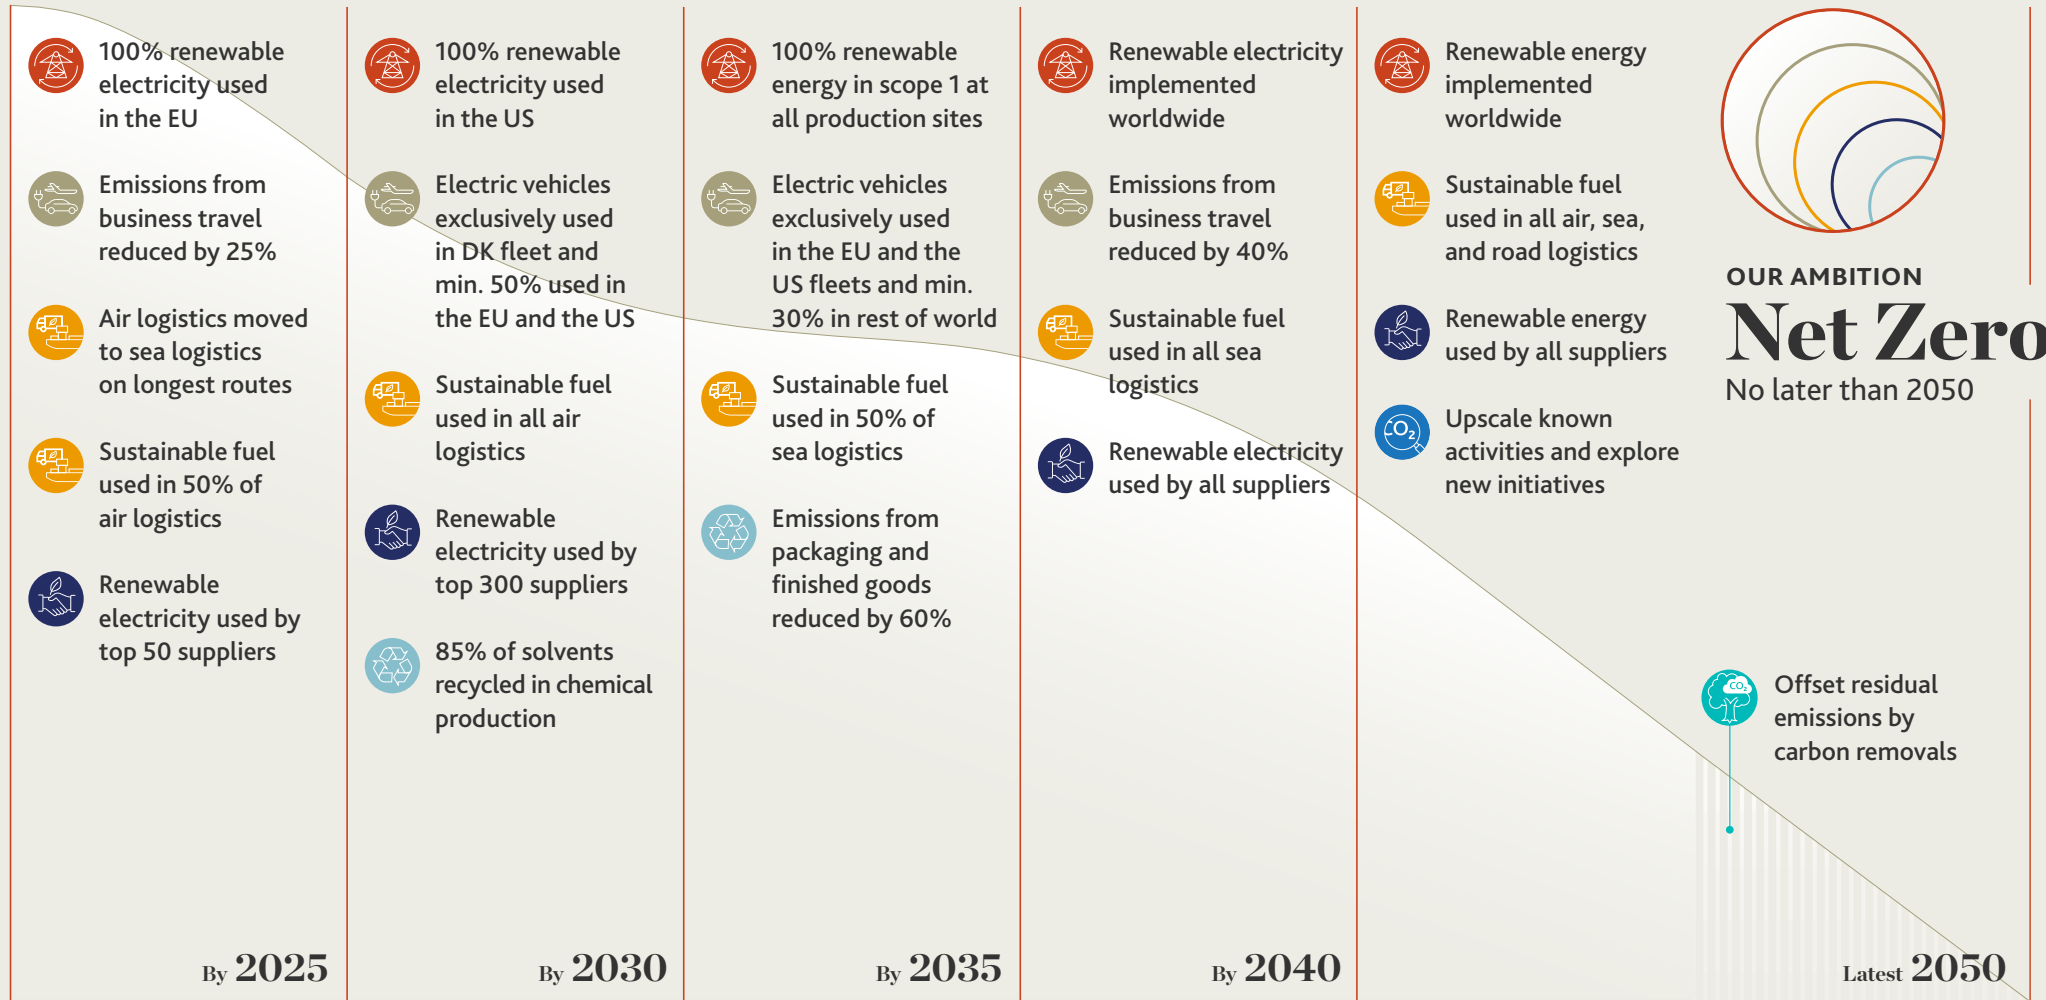 100% renewable
electricity used
in the EU
Emissions from
business travel
reduced by 25%
Air logistics moved
to sea logistics
on longest routes
Sustainable fuel
used in 50% of
air logistics
Renewable
electricity used by
top 50 suppliers
By 2025
100% renewable
electricity used
in the US
Electric vehicles
exclusively used
in DK fleet and
min. 50% used in
the EU and the US
Sustainable fuel
used in all air
logistics
Renewable
electricity used by
top 300 suppliers
85% of solvents
recycled in chemical
production
By 2030
100% renewable
energy in scope 1 at
all production sites
Electric vehicles
exclusively used
in the EU and the
US fleets and min.
30% in rest of world
Sustainable fuel
used in 50% of
sea logistics
Emissions from
packaging and
finished goods
reduced by 60%
By 2035
Renewable electricity
implemented
worldwide
Emissions from
business travel
reduced by 40%
Sustainable fuel
used in all sea
logistics
Renewable electricity
used by all suppliers
By 2040
Renewable energy
implemented
worldwide
Sustainable fuel
used in all air, sea,
and road logistics
Renewable energy
used by all suppliers
CO₂
Upscale known
activities and explore
new initiatives
OUR AMBITION
Net Zero
No later than 2050
CO₂
Offset residual
emissions by
carbon removals
Latest 2050